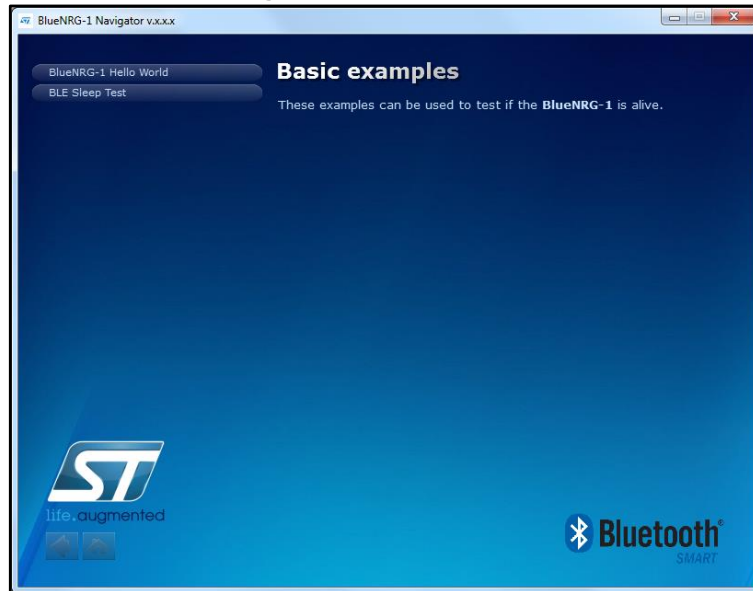 BlueNRG-1 Navigator v.x.x.x
BlueNRG-1 Hello World
BLE Sleep Test
Basic examples
These examples can be used to test if the BlueNRG-1 is alive.
ST
life.augmented
Bluetooth®
SMART